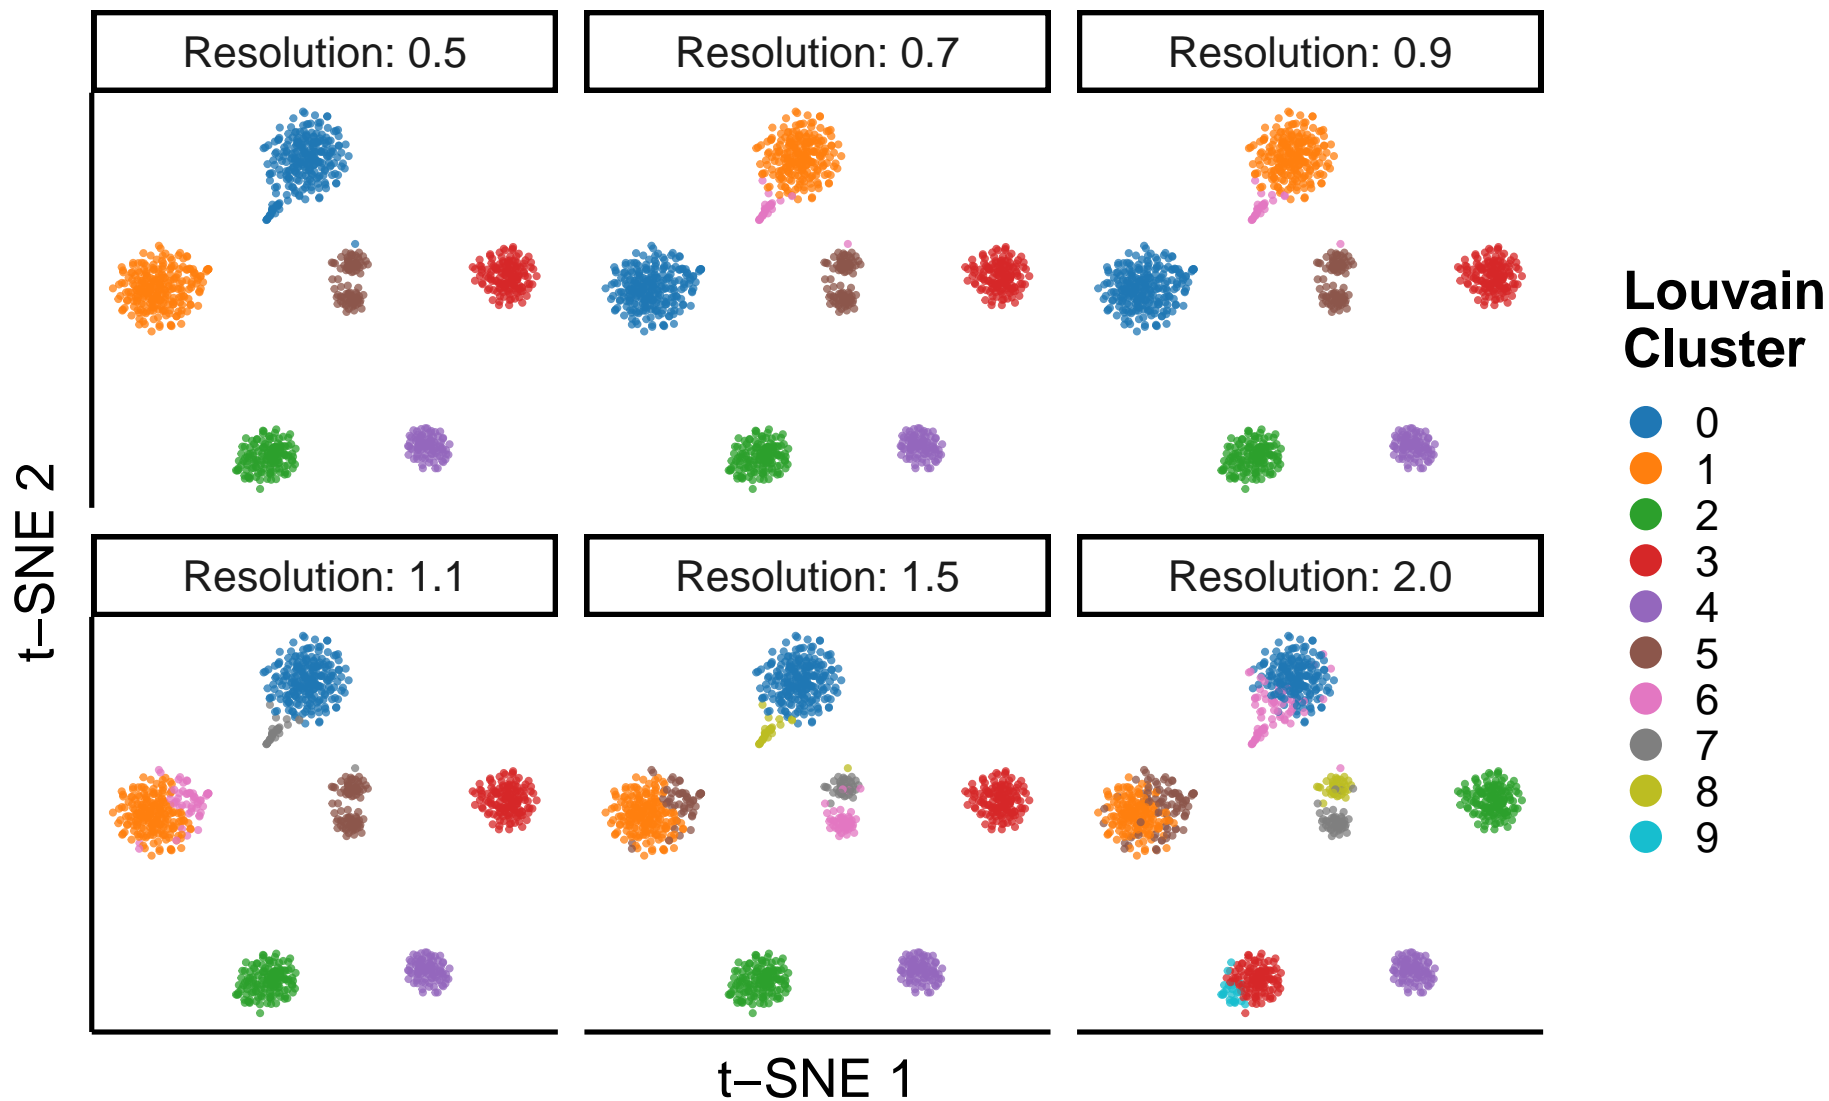 Resolution: 0.5
Resolution: 0.7
Resolution: 0.9
t–SNE 2
Resolution: 1.1
Resolution: 1.5
Resolution: 2.0
t–SNE 1
Louvain
Cluster
0
1
2
3
4
5
6
7
8
9